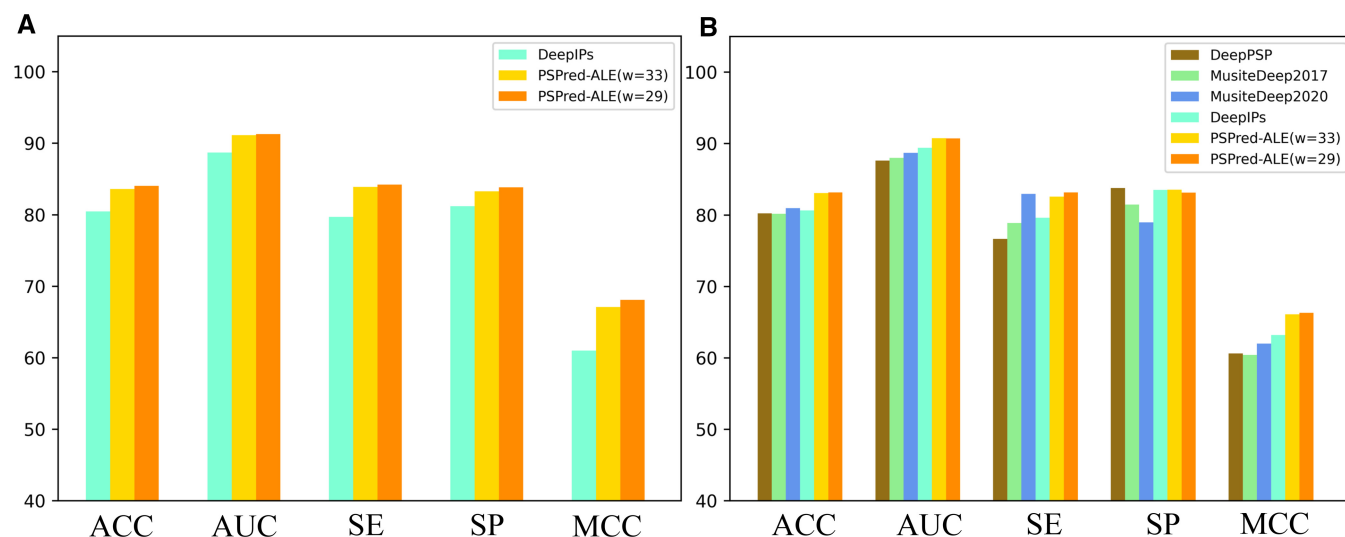 A
DeepIPs
PSPred-ALE(w=33)
PSPred-ALE(w=29)
100
90
80
70
60
50
40
ACC AUC SE SP MCC
B
DeepPSP
MusiteDeep2017
MusiteDeep2020
DeepIPs
PSPred-ALE(w=33)
PSPred-ALE(w=29)
100
90
80
70
60
50
40
ACC AUC SE SP MCC